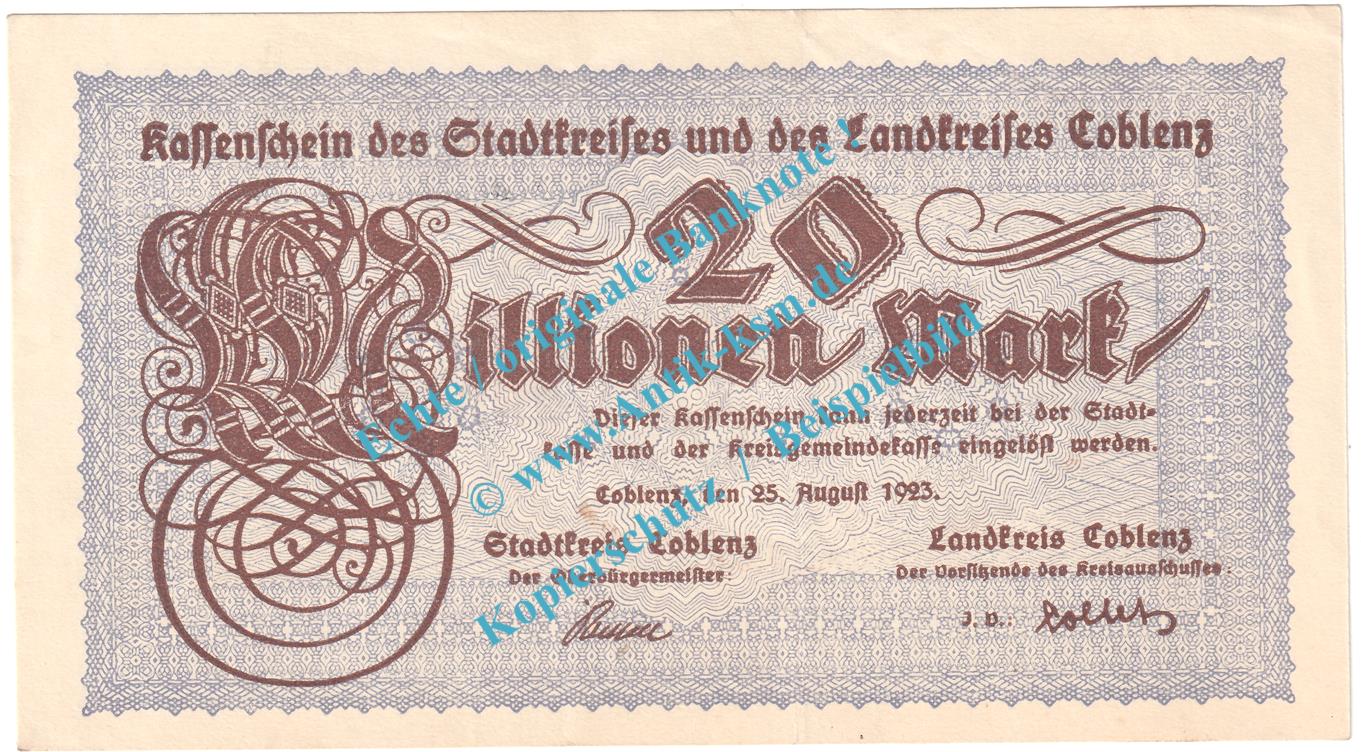 Kassenschein des Stadtkreises und des Landkreises Coblenz
20
Millionen Mark
Dieser Kassenschein kann jederzeit bei der Stadt-
kasse und der Kreisgemeindekasse eingelöst werden.
Coblenz, den 25. August 1923.
Stadtkreis Coblenz
Der Oberbürgermeister:
Landkreis Coblenz
Der Vorsitzende des Kreisausschusses:
J. V.: Collet
Echte / originale Banknote !
© www.Antik-ksm.de
Kopierschutz / Beispielbild